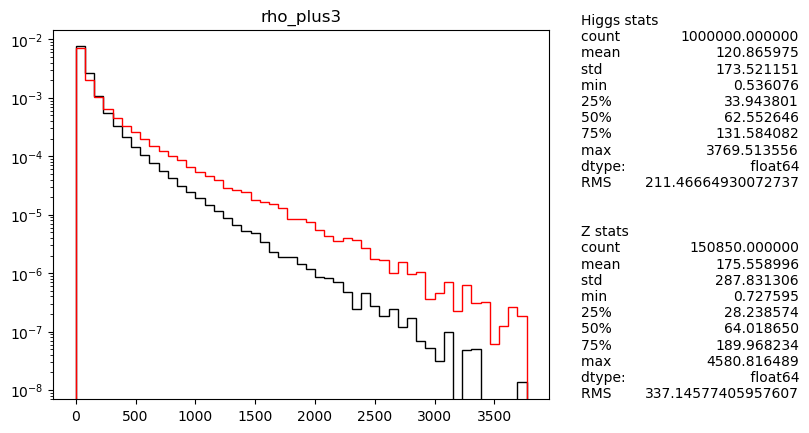 rho_plus3
10⁻²
10⁻³
10⁻⁴
10⁻⁵
10⁻⁶
10⁻⁷
10⁻⁸
0 500 1000 1500 2000 2500 3000 3500
Higgs stats
count 1000000.000000
mean 120.865975
std 173.521151
min 0.536076
25% 33.943801
50% 62.552646
75% 131.584082
max 3769.513556
dtype: float64
RMS 211.46664930072737
Z stats
count 150850.000000
mean 175.558996
std 287.831306
min 0.727595
25% 28.238574
50% 64.018650
75% 189.968234
max 4580.816489
dtype: float64
RMS 337.14577405957607